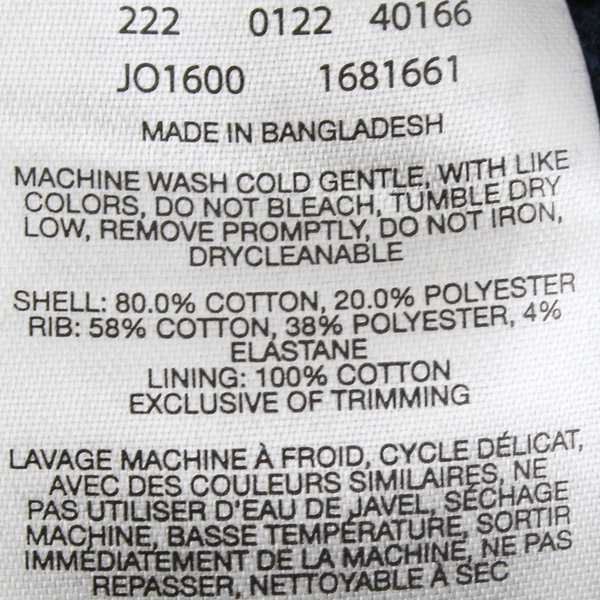 222 0122 40166
JO1600 1681661
MADE IN BANGLADESH
MACHINE WASH COLD GENTLE, WITH LIKE
COLORS, DO NOT BLEACH, TUMBLE DRY
LOW, REMOVE PROMPTLY, DO NOT IRON,
DRYCLEANABLE
SHELL: 80.0% COTTON, 20.0% POLYESTER
RIB: 58% COTTON, 38% POLYESTER, 4%
ELASTANE
LINING: 100% COTTON
EXCLUSIVE OF TRIMMING
LAVAGE MACHINE À FROID, CYCLE DÉLICAT,
AVEC DES COULEURS SIMILAIRES, NE
PAS UTILISER D'EAU DE JAVEL, SÉCHAGE
MACHINE, BASSE TEMPÉRATURE, SORTIR
IMMÉDIATEMENT DE LA MACHINE, NE PAS
REPASSER, NETTOYABLE À SEC